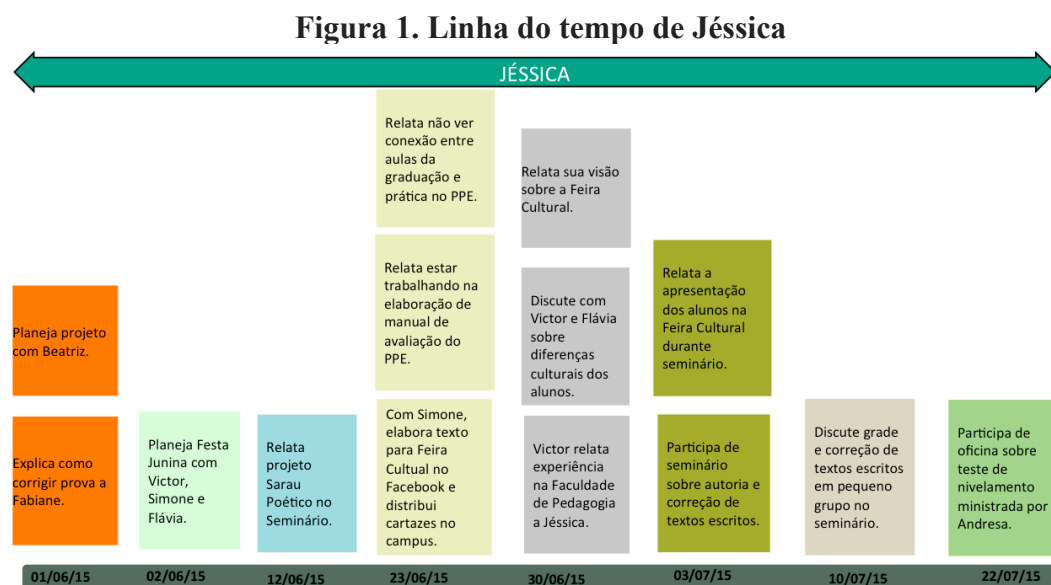 Figura 1. Linha do tempo de Jéssica
JÉSSICA
Planeja projeto
com Beatriz.
Explica como
corrigir prova a
Fabiane.
Planeja Festa
Junina com
Victor,
Simone e
Flávia.
Relata
projeto
Sarau
Poético no
Seminário.
Relata não ver
conexão entre
aulas da
graduação e
prática no PPE.
Relata estar
trabalhando na
elaboração de
manual de
avaliação do
PPE.
Com Simone,
elabora texto
para Feira
Cultual no
Facebook e
distribui
cartazes no
campus.
Relata sua visão
sobre a Feira
Cultural.
Discute com
Victor e Flávia
sobre
diferenças
culturais dos
alunos.
Victor relata
experiência
na Faculdade
de Pedagogia
a Jéssica.
Relata a
apresentação
dos alunos na
Feira Cultural
durante
seminário.
Participa de
seminário
sobre autoria e
correção de
textos escritos.
Discute grade
e correção de
textos escritos
em pequeno
grupo no
seminário.
Participa de
oficina sobre
teste de
nivelamento
ministrada por
Andresa.
01/06/15 02/06/15 12/06/15 23/06/15 30/06/15 03/07/15 10/07/15 22/07/15